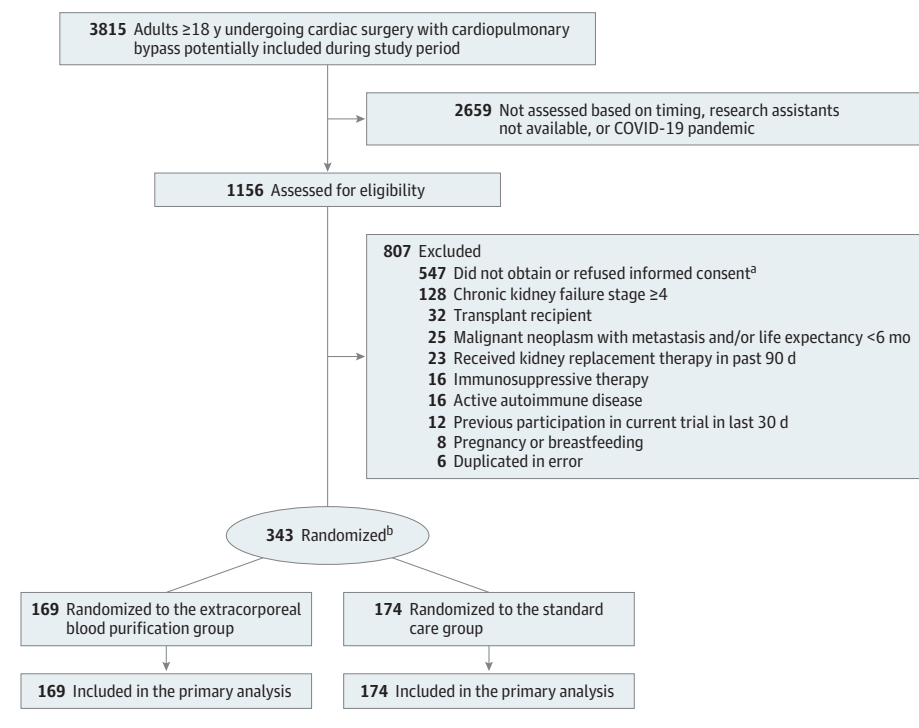 3815 Adults ≥18 y undergoing cardiac surgery with cardiopulmonary
bypass potentially included during study period
2659 Not assessed based on timing, research assistants
not available, or COVID-19 pandemic
1156 Assessed for eligibility
807 Excluded
547 Did not obtain or refused informed consentᵃ
128 Chronic kidney failure stage ≥4
32 Transplant recipient
25 Malignant neoplasm with metastasis and/or life expectancy <6 mo
23 Received kidney replacement therapy in past 90 d
16 Immunosuppressive therapy
16 Active autoimmune disease
12 Previous participation in current trial in last 30 d
8 Pregnancy or breastfeeding
6 Duplicated in error
343 Randomizedᵇ
169 Randomized to the extracorporeal
blood purification group
174 Randomized to the standard
care group
169 Included in the primary analysis
174 Included in the primary analysis